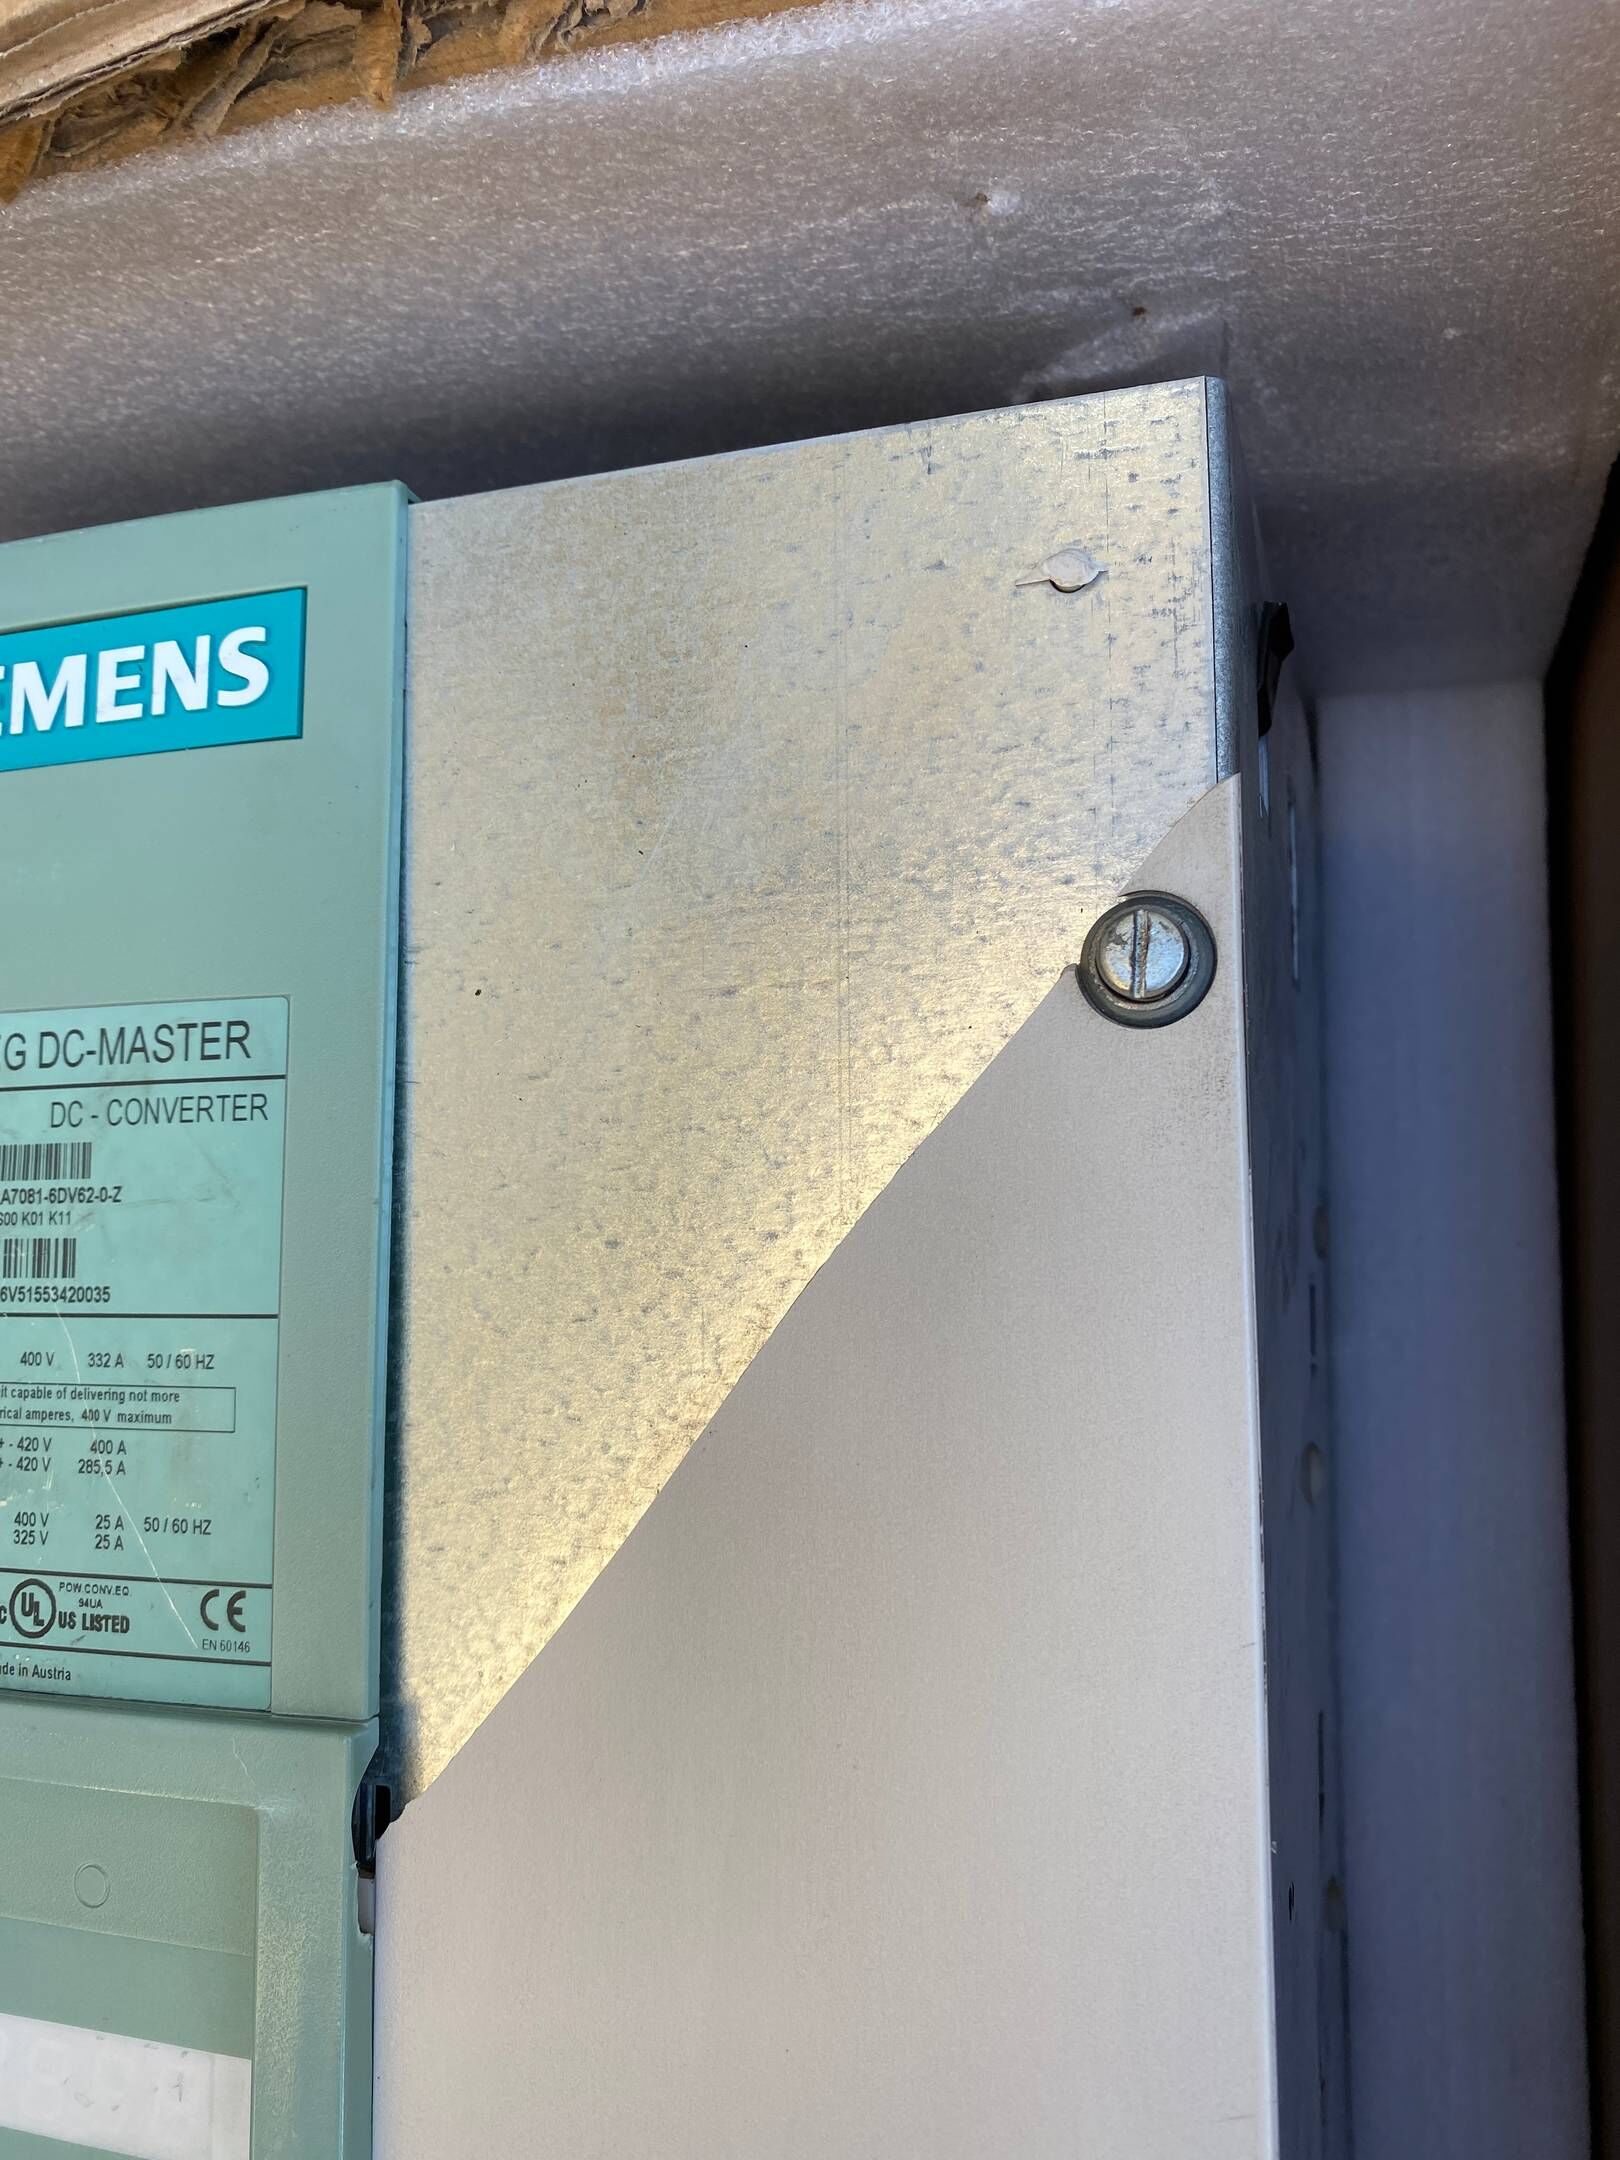 EMENS
G DC-MASTER
DC - CONVERTER
A7081-6DV62-0-Z
S00 K01 K11
6V51553420035
400 V 332 A 50 / 60 HZ
it capable of delivering not more
rical amperes, 400 V maximum
+ - 420 V 400 A
+ - 420 V 285,5 A
400 V 25 A 50 / 60 HZ
325 V 25 A
C UL US LISTED
POW.CONV.EQ.
94UA
CE
EN 60146
de in Austria